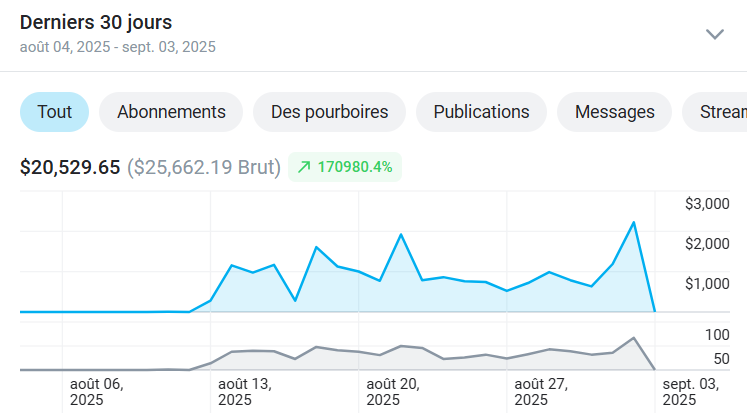 Derniers 30 jours
août 04, 2025 - sept. 03, 2025
Tout Abonnements Des pourboires Publications Messages Stream
$20,529.65 ($25,662.19 Brut) 170980.4%
$3,000
$2,000
$1,000
100
50
août 06, août 13, août 20, août 27, sept. 03,
2025 2025 2025 2025 2025